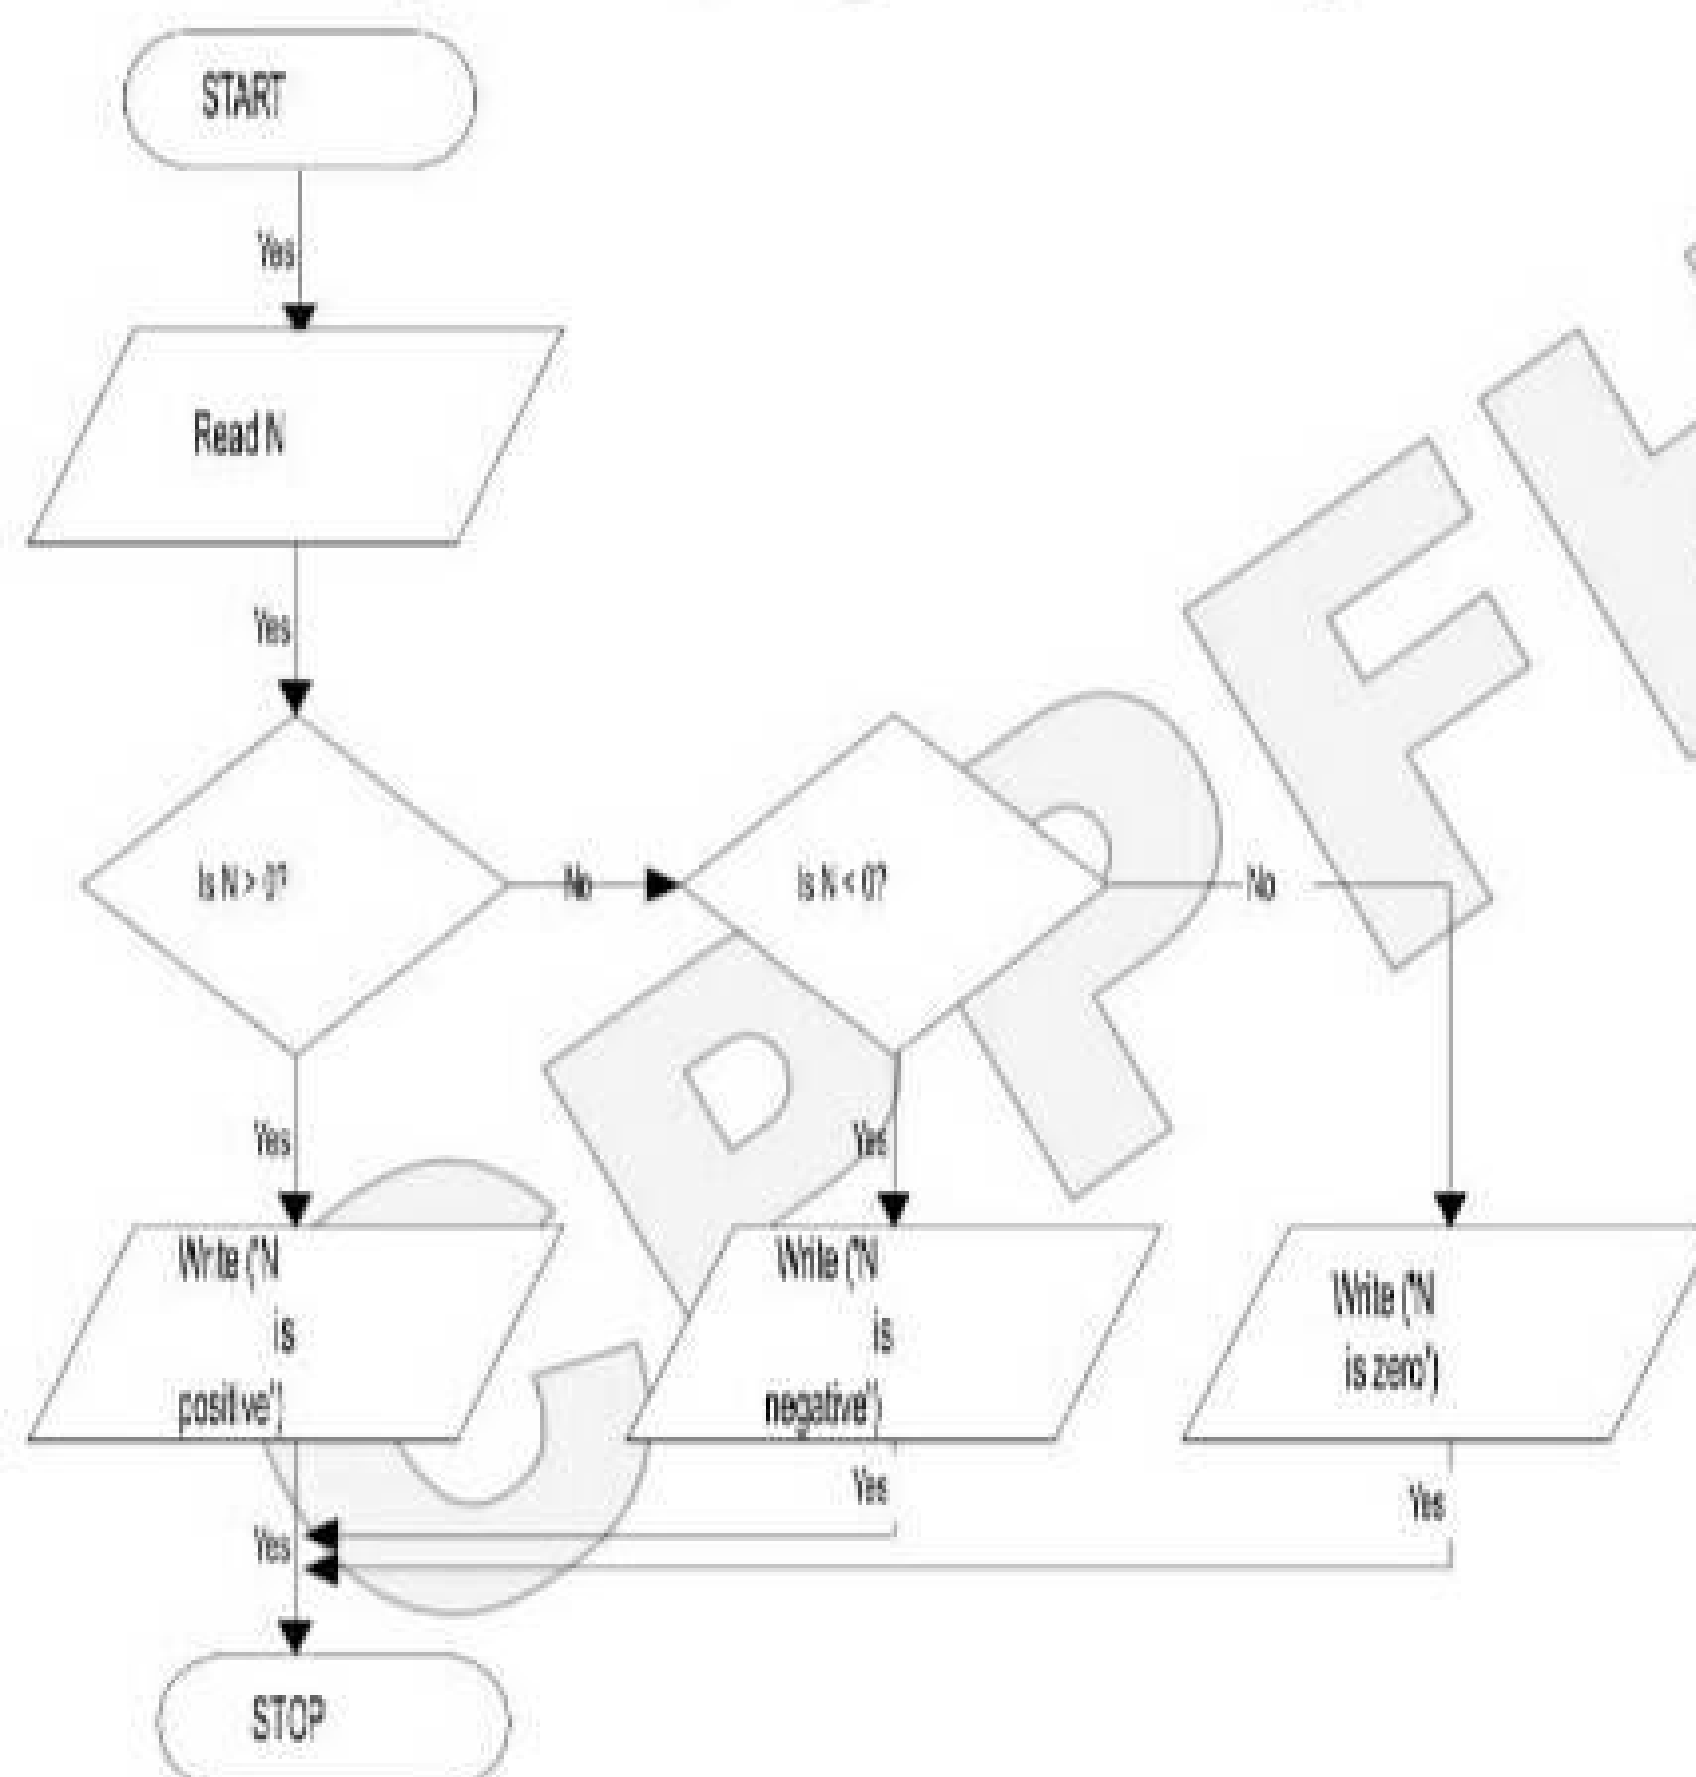 START
Yes
Read N
Yes
Is N > 0?
No
Is N < 0?
No
Yes
Yes
Write ('N
is
positive')
Write ('N
is
negative')
Write ('N
is zero')
Yes
Yes
Yes
STOP